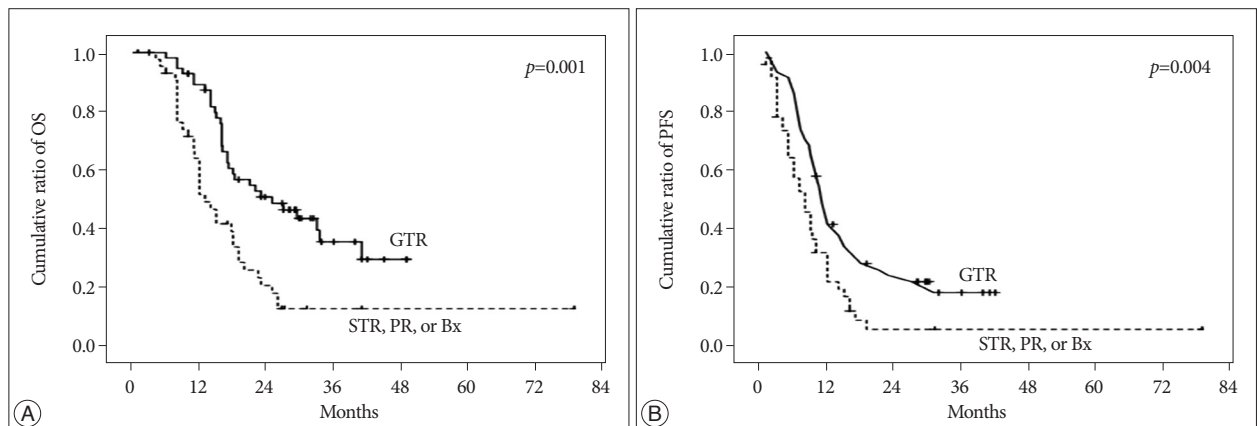 1.0
0.8
0.6
0.4
0.2
0.0
Cumulative ratio of OS
p=0.001
GTR
STR, PR, or Bx
0 12 24 36 48 60 72 84
Months
A
1.0
0.8
0.6
0.4
0.2
0.0
Cumulative ratio of PFS
p=0.004
GTR
STR, PR, or Bx
0 12 24 36 48 60 72 84
Months
B